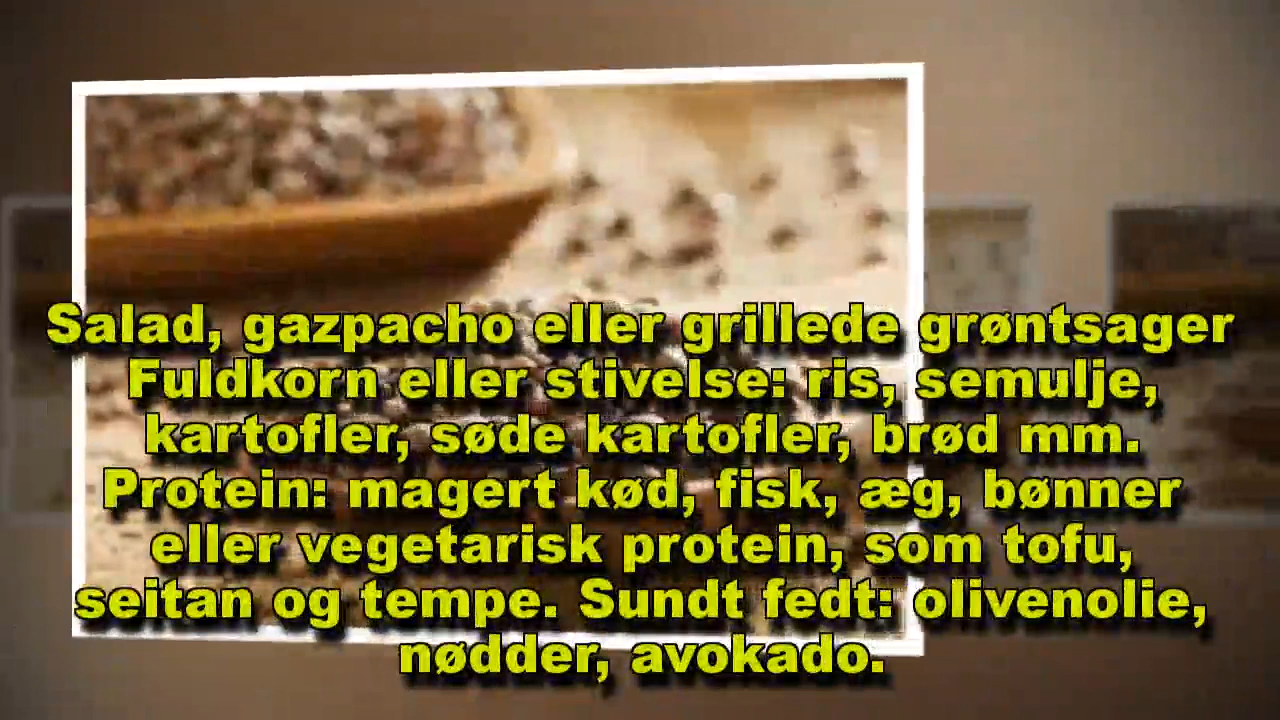 Salad, gazpacho eller grillede grøntsager
Fuldkorn eller stivelse: ris, semulje,
kartofler, søde kartofler, brød mm.
Protein: magert kød, fisk, æg, bønner
eller vegetarisk protein, som tofu,
seitan og tempe. Sundt fedt: olivenolie,
nødder, avokado.